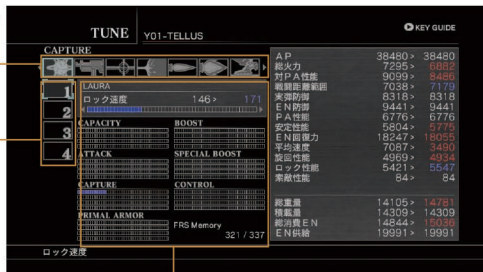 TUNE Y01-TELLUS
KEY GUIDE
CAPTURE
1
2
3
4
LAURA
ロック速度 146> 171
CAPACITY BOOST
ATTACK SPECIAL BOOST
CAPTURE CONTROL
PRIMAL ARMOR
FRS Memory
321 / 337
AP 38480> 38480
総火力 7295> 6882
対PA性能 9099> 8486
戦闘距離範囲 7038> 7179
実弾防御 8318> 8318
EN防御 9441> 9441
PA性能 6776> 6776
安定性能 5804> 5775
EN回復力 18247> 18055
平均速度 7087> 3490
旋回性能 4969> 4934
ロック性能 5421> 5547
索敵性能 84> 84
総重量 14105> 14781
積載量 14309> 14309
総消費EN 14844> 15036
EN供給 19991> 19991
ロック速度